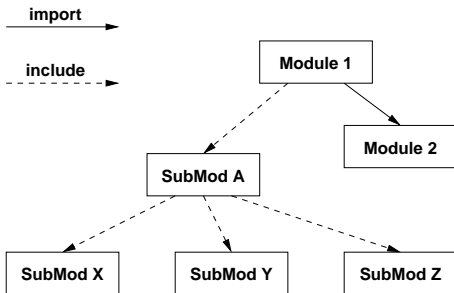 import
include
Module 1
Module 2
SubMod A
SubMod X
SubMod Y
SubMod Z